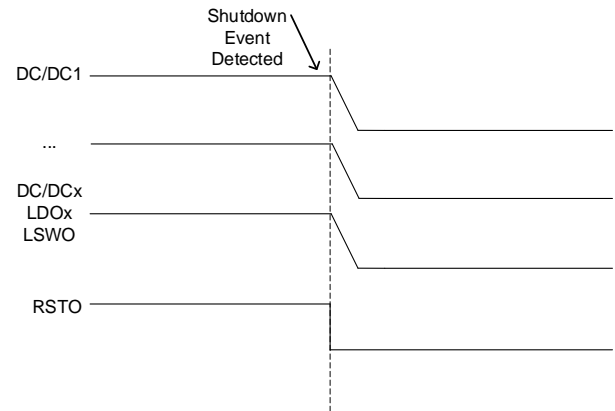 Shutdown
Event
Detected
DC/DC1
...
DC/DCx
LDOx
LSWO
RSTO